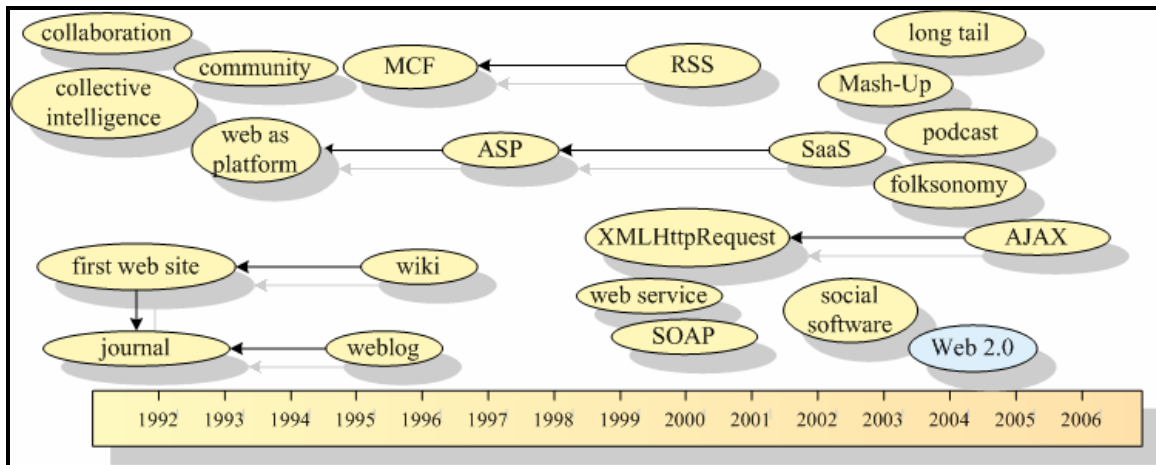 collaboration
long tail
community
MCF
RSS
Mash-Up
collective
intelligence
web as
platform
ASP
SaaS
podcast
folksonomy
XMLHttpRequest
AJAX
first web site
wiki
web service
social
software
SOAP
journal
weblog
Web 2.0
1992
1993
1994
1995
1996
1997
1998
1999
2000
2001
2002
2003
2004
2005
2006